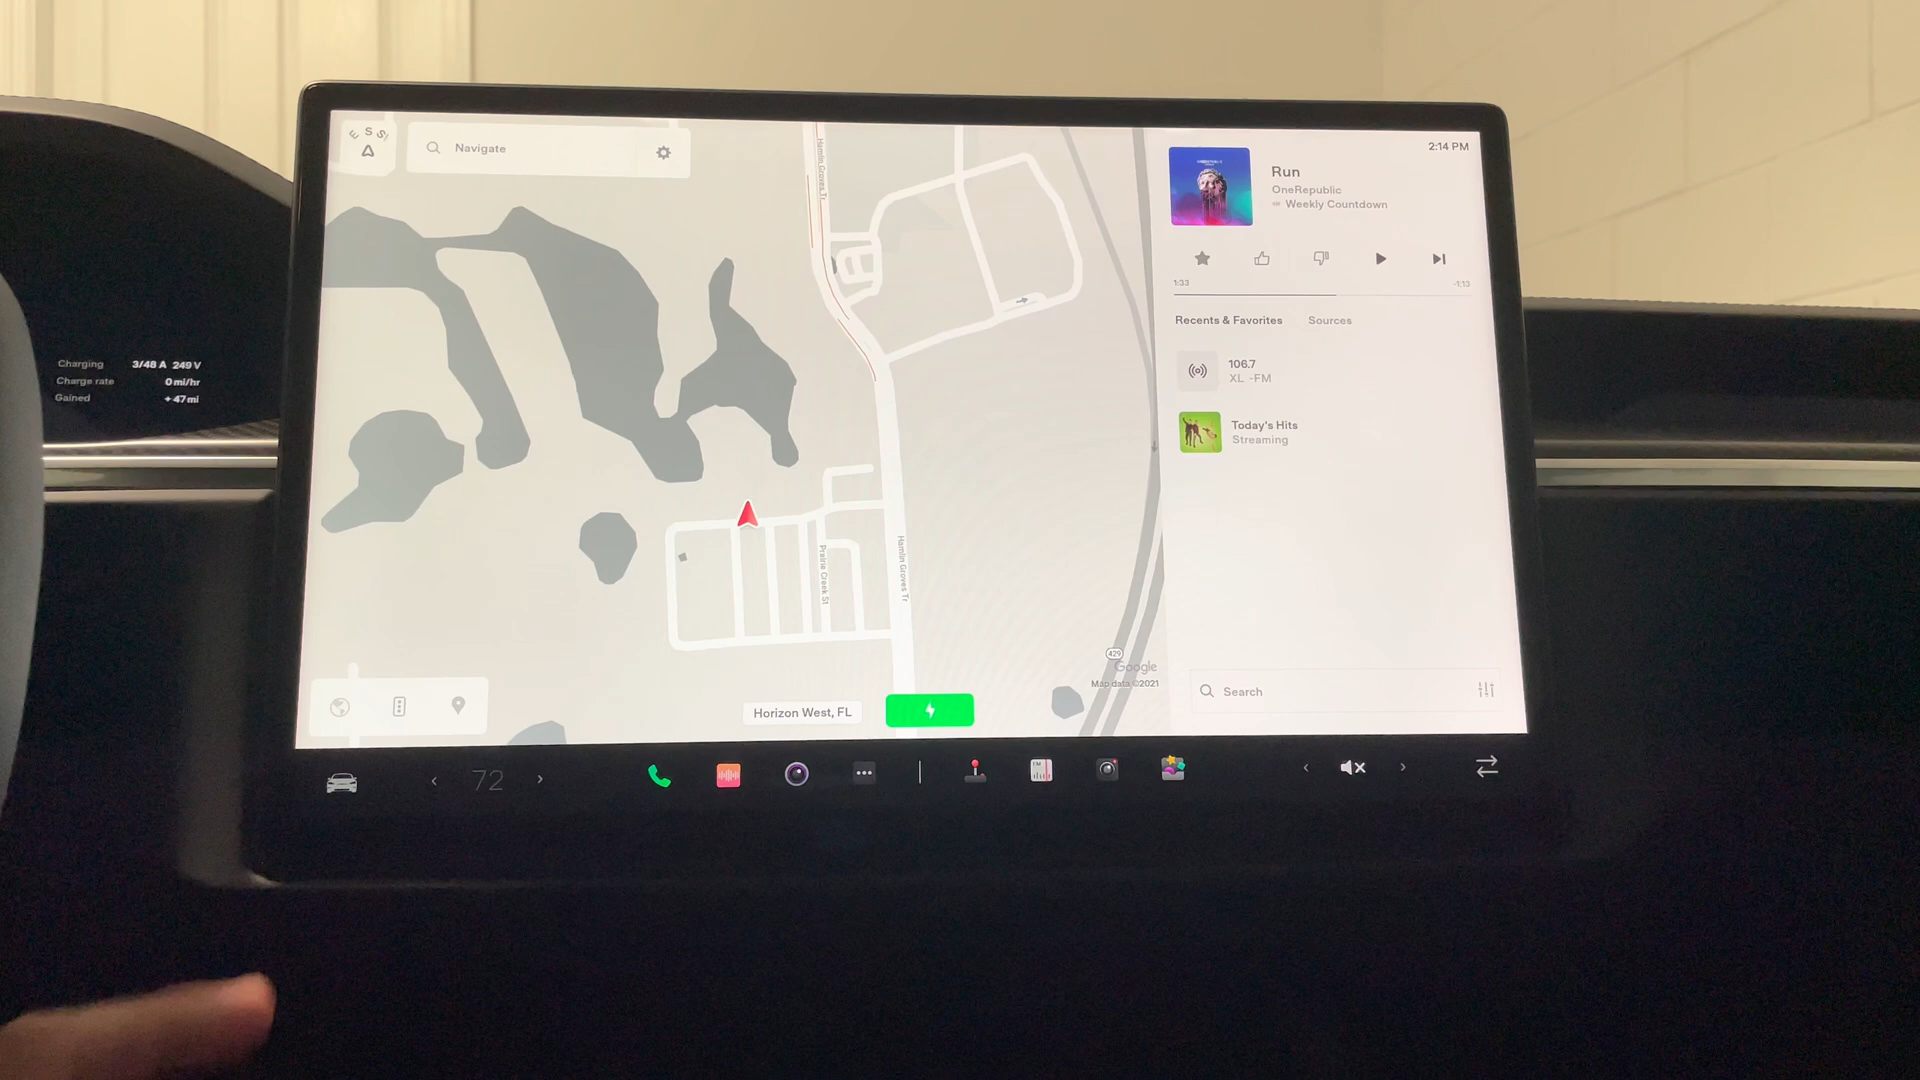 Charging 3/48 A 249 V
Charge rate 0 mi/hr
Gained + 47 mi
E S
Navigate
Hamlin Groves Tr
Prairie Creek St
Hamlin Groves Tr
429
Google
Map data ©2021
Horizon West, FL
2:14 PM
Run
OneRepublic
Weekly Countdown
1:33
-1:13
Recents & Favorites Sources
106.7
XL -FM
Today's Hits
Streaming
Search
72
FM